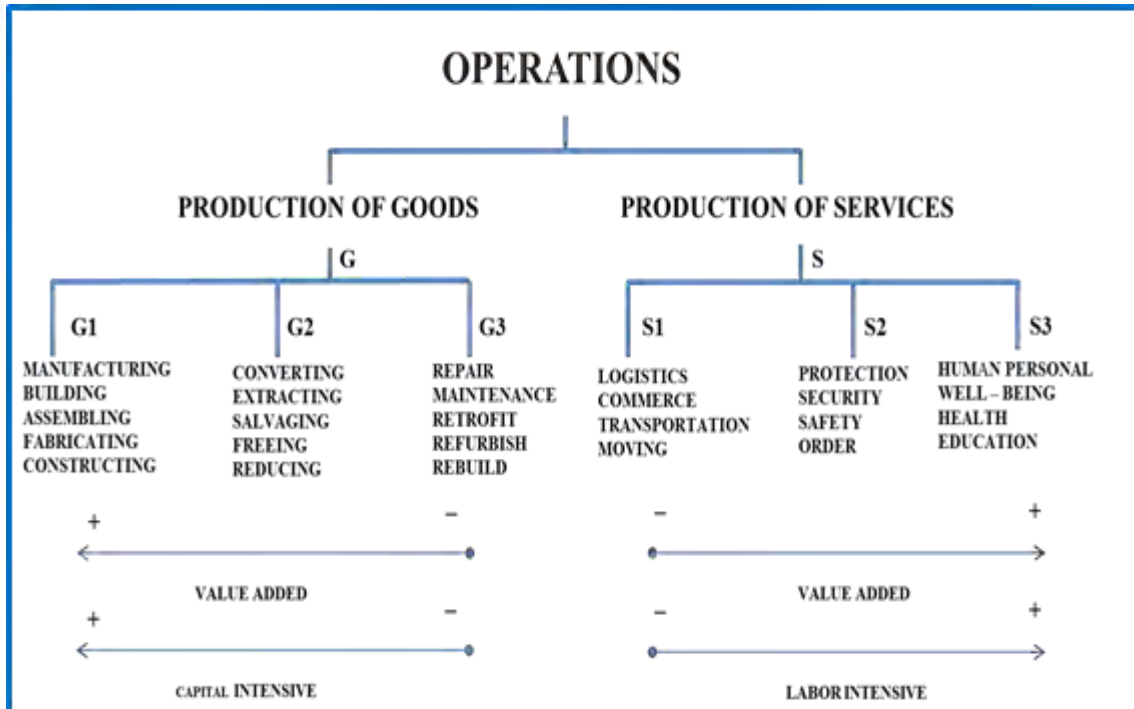 OPERATIONS
PRODUCTION OF GOODS
PRODUCTION OF SERVICES
G
S
G1
G2
G3
S1
S2
S3
MANUFACTURING
BUILDING
ASSEMBLING
FABRICATING
CONSTRUCTING
CONVERTING
EXTRACTING
SALVAGING
FREEING
REDUCING
REPAIR
MAINTENANCE
RETROFIT
REFURBISH
REBUILD
LOGISTICS
COMMERCE
TRANSPORTATION
MOVING
PROTECTION
SECURITY
SAFETY
ORDER
HUMAN PERSONAL
WELL – BEING
HEALTH
EDUCATION
+ –
– +
VALUE ADDED
VALUE ADDED
+ –
– +
CAPITAL INTENSIVE
LABOR INTENSIVE